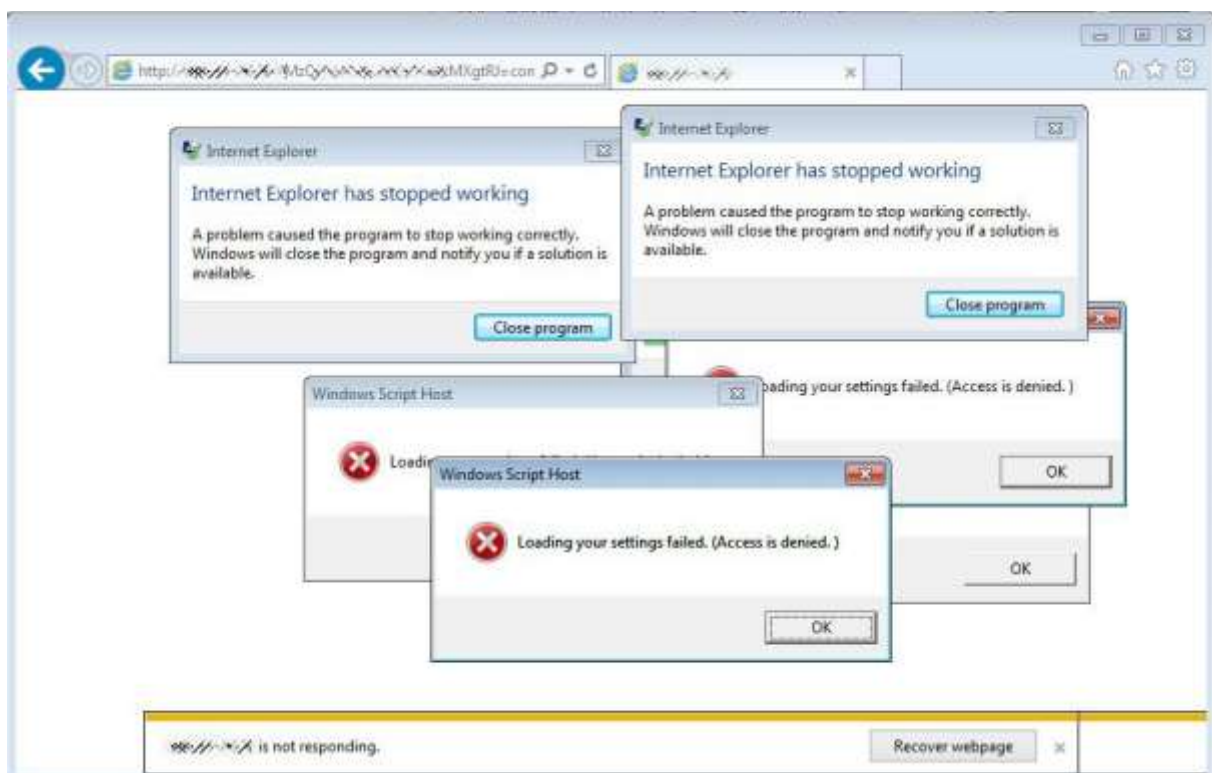 http://
Internet Explorer
Internet Explorer has stopped working
A problem caused the program to stop working correctly.
Windows will close the program and notify you if a solution is
available.
Close program
Internet Explorer
Internet Explorer has stopped working
A problem caused the program to stop working correctly.
Windows will close the program and notify you if a solution is
available.
Close program
your settings failed. (Access is denied. )
OK
Windows Script Host
Windows Script Host
Loading your settings failed. (Access is denied. )
OK
OK
is not responding.
Recover webpage